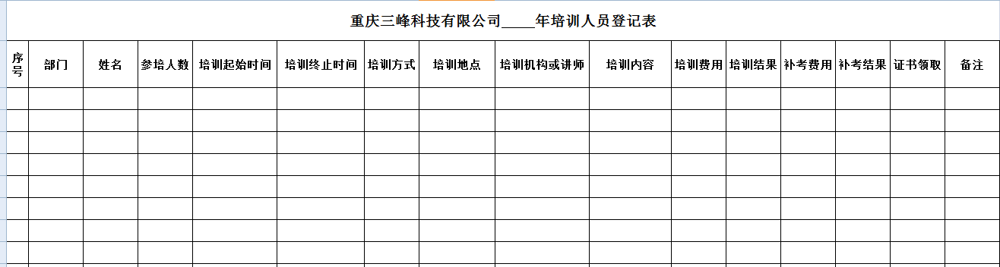 重庆三峰科技有限公司____年培训人员登记表
序号 部门 姓名 参培人数 培训起始时间 培训终止时间 培训方式 培训地点 培训机构或讲师 培训内容 培训费用 培训结果 补考费用 补考结果 证书领取 备注